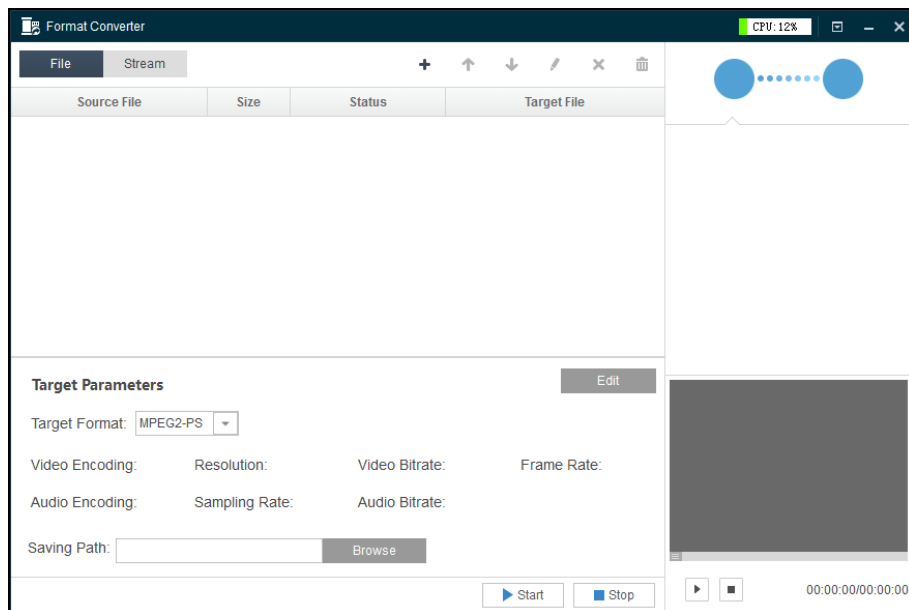 Format Converter CPU:12%
File Stream
Source File Size Status Target File
Target Parameters Edit
Target Format: MPEG2-PS
Video Encoding: Resolution: Video Bitrate: Frame Rate:
Audio Encoding: Sampling Rate: Audio Bitrate:
Saving Path: Browse
Start Stop 00:00:00/00:00:00